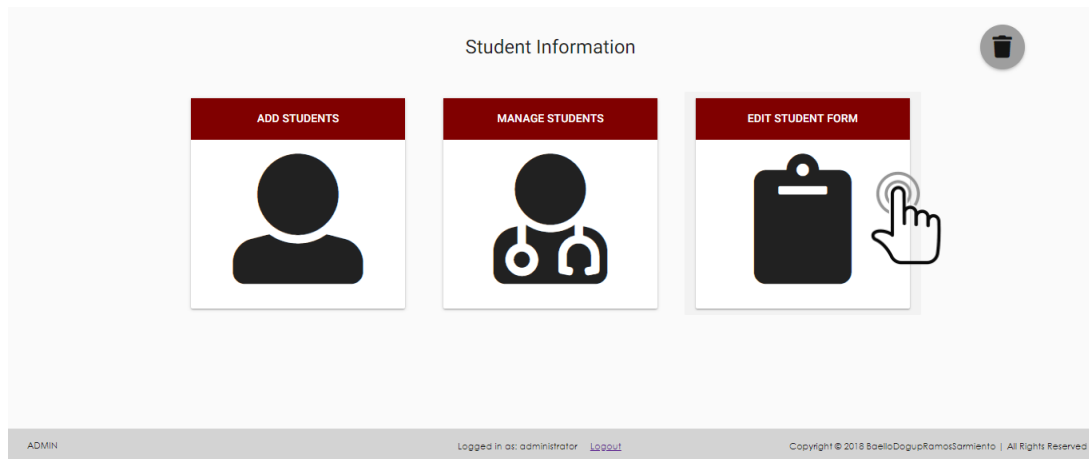 Student Information
ADD STUDENTS
MANAGE STUDENTS
EDIT STUDENT FORM
ADMIN
Logged in as: administrator Logout
Copyright © 2018 BaelloDogupRamosSarmiento | All Rights Reserved